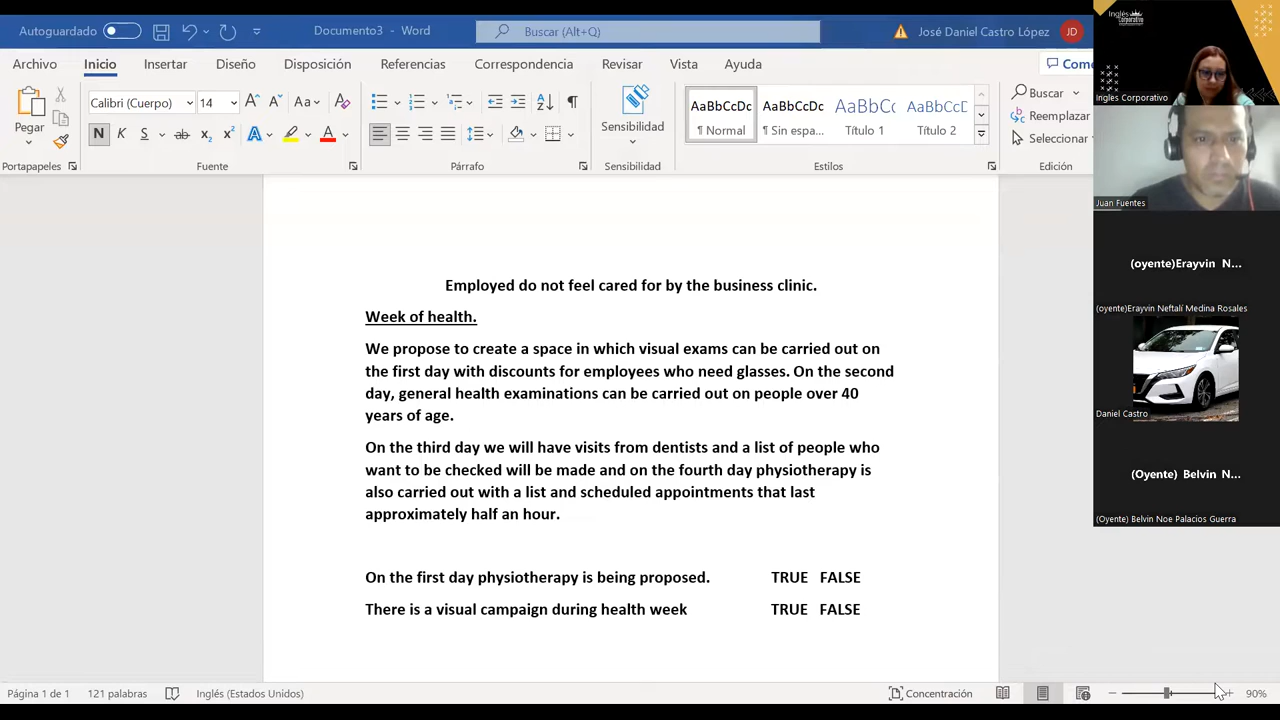 Autoguardado
Documento3 - Word
Buscar (Alt+Q)
José Daniel Castro López
JD
Archivo Inicio Insertar Diseño Disposición Referencias Correspondencia Revisar Vista Ayuda
Come
Pegar
Calibri (Cuerpo) 14
Aa
N K S ab x₂ x² A A
Sensibilidad
AaBbCcDc AaBbCcDc AaBbCc AaBbCcC
¶ Normal ¶ Sin espa... Título 1 Título 2
Buscar
Reemplazar
Seleccionar
Portapapeles Fuente Párrafo Sensibilidad Estilos Edición
Employed do not feel cared for by the business clinic.
Week of health.
We propose to create a space in which visual exams can be carried out on
the first day with discounts for employees who need glasses. On the second
day, general health examinations can be carried out on people over 40
years of age.
On the third day we will have visits from dentists and a list of people who
want to be checked will be made and on the fourth day physiotherapy is
also carried out with a list and scheduled appointments that last
approximately half an hour.
On the first day physiotherapy is being proposed. TRUE FALSE
There is a visual campaign during health week TRUE FALSE
Página 1 de 1 121 palabras Inglés (Estados Unidos) Concentración 90%
Inglés
Corporativo
Ingles Corporativo
Juan Fuentes
(oyente)Erayvin N...
(oyente)Erayvin Neftalí Medina Rosales
Daniel Castro
(Oyente) Belvin N...
(Oyente) Belvin Noe Palacios Guerra